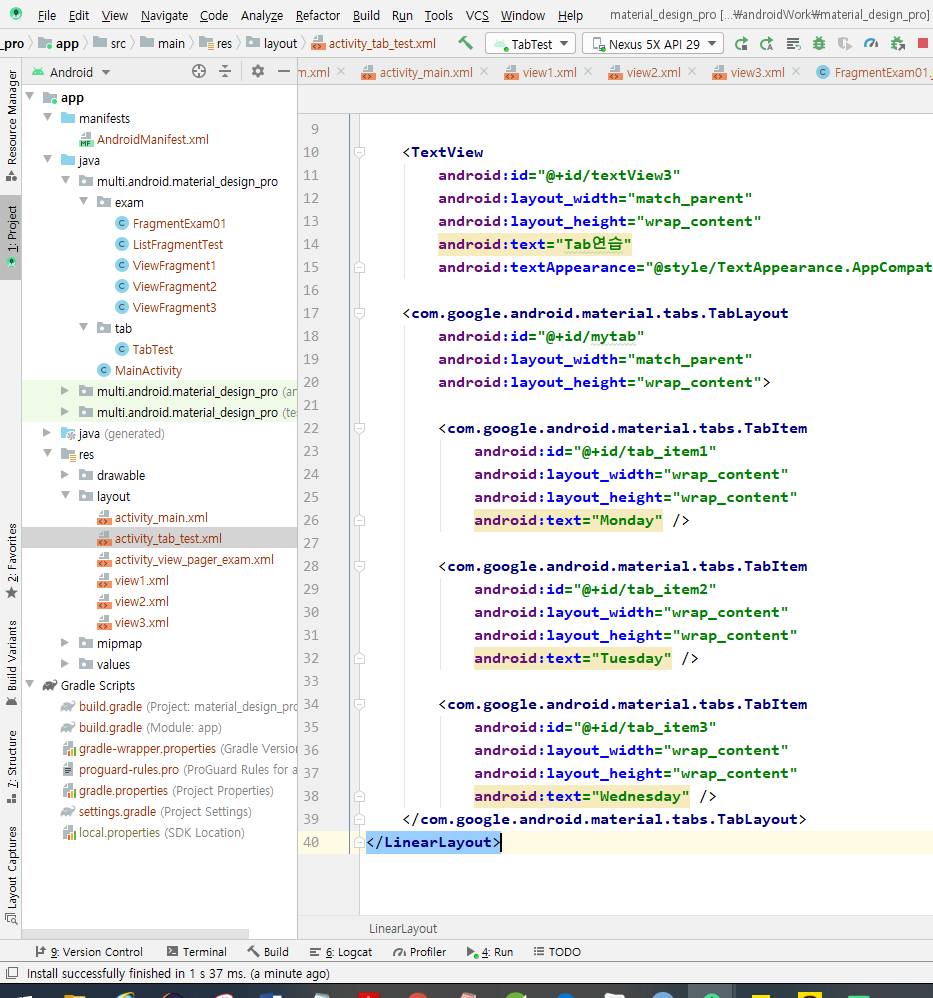 File Edit View Navigate Code Analyze Refactor Build Run Tools VCS Window Help material_design_pro [...₩androidWork₩material_design_pro]
_pro app src main res layout activity_tab_test.xml TabTest Nexus 5X API 29
Android
m.xml activity_main.xml view1.xml view2.xml view3.xml FragmentExam01.j
Resource Manager
1: Project
2: Favorites
Build Variants
7: Structure
Layout Captures
app
manifests
AndroidManifest.xml
java
multi.android.material_design_pro
exam
FragmentExam01
ListFragmentTest
ViewFragment1
ViewFragment2
ViewFragment3
tab
TabTest
MainActivity
multi.android.material_design_pro (an
multi.android.material_design_pro (te
java (generated)
res
drawable
layout
activity_main.xml
activity_tab_test.xml
activity_view_pager_exam.xml
view1.xml
view2.xml
view3.xml
mipmap
values
Gradle Scripts
build.gradle (Project: material_design_pro
build.gradle (Module: app)
gradle-wrapper.properties (Gradle Version
proguard-rules.pro (ProGuard Rules for a
gradle.properties (Project Properties)
settings.gradle (Project Settings)
local.properties (SDK Location)
9
10 <TextView
11 android:id="@+id/textView3"
12 android:layout_width="match_parent"
13 android:layout_height="wrap_content"
14 android:text="Tab연습"
15 android:textAppearance="@style/TextAppearance.AppCompat
16
17 <com.google.android.material.tabs.TabLayout
18 android:id="@+id/mytab"
19 android:layout_width="match_parent"
20 android:layout_height="wrap_content">
21
22 <com.google.android.material.tabs.TabItem
23 android:id="@+id/tab_item1"
24 android:layout_width="wrap_content"
25 android:layout_height="wrap_content"
26 android:text="Monday" />
27
28 <com.google.android.material.tabs.TabItem
29 android:id="@+id/tab_item2"
30 android:layout_width="wrap_content"
31 android:layout_height="wrap_content"
32 android:text="Tuesday" />
33
34 <com.google.android.material.tabs.TabItem
35 android:id="@+id/tab_item3"
36 android:layout_width="wrap_content"
37 android:layout_height="wrap_content"
38 android:text="Wednesday" />
39 </com.google.android.material.tabs.TabLayout>
40 </LinearLayout>
LinearLayout
9: Version Control Terminal Build 6: Logcat Profiler 4: Run TODO
Install successfully finished in 1 s 37 ms. (a minute ago)